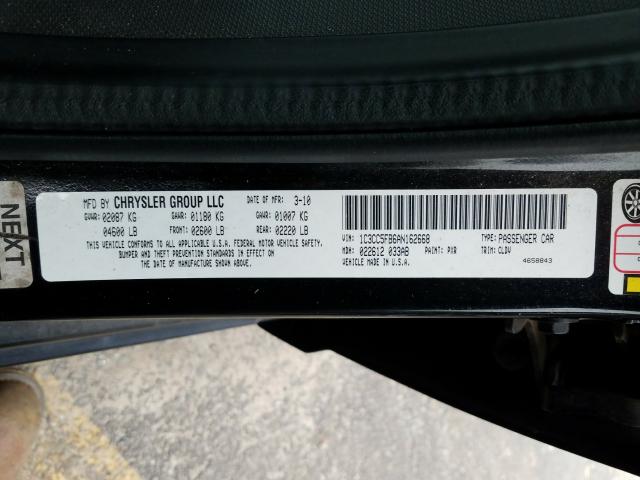 NEXT
MFD BY CHRYSLER GROUP LLC DATE OF MFR: 3-10
GVWR: 02087 KG GAWR: 01180 KG GAWR: 01007 KG
04600 LB FRONT: 02600 LB REAR: 02220 LB
THIS VEHICLE CONFORMS TO ALL APPLICABLE U.S.A. FEDERAL MOTOR VEHICLE SAFETY,
BUMPER AND THEFT PREVENTION STANDARDS IN EFFECT
ON THE DATE OF MANUFACTURE SHOWN ABOVE.
VIN: 1C3CC5FB6AN162660 TYPE: PASSENGER CAR
MDH: 022612 033AB PAINT: PXR TRIM: CLDV
VEHICLE MADE IN U.S.A. 4658843